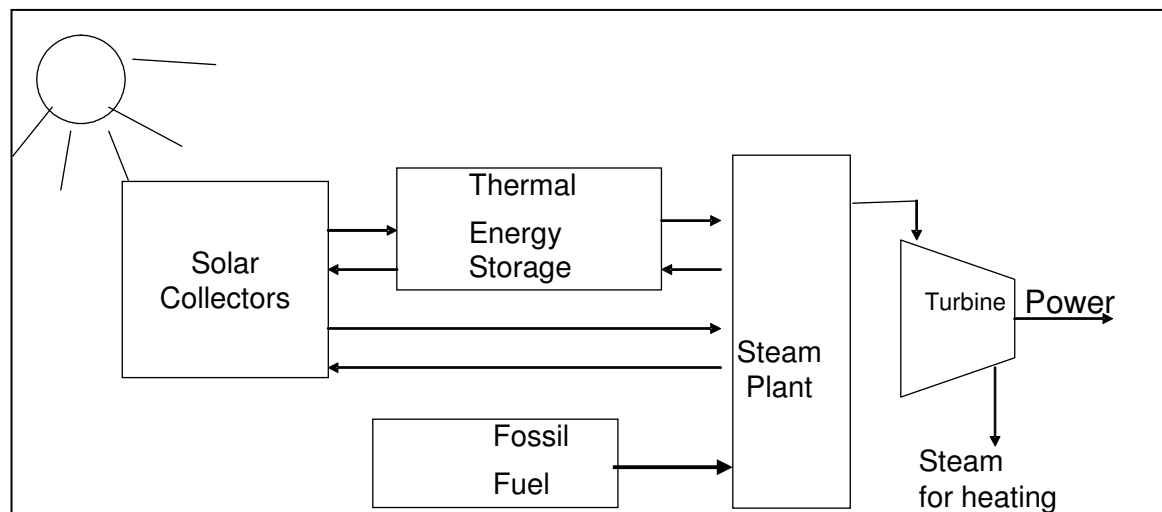 Thermal
Energy
Storage
Solar
Collectors
Steam
Plant
Turbine
Power
Fossil
Fuel
Steam
for heating